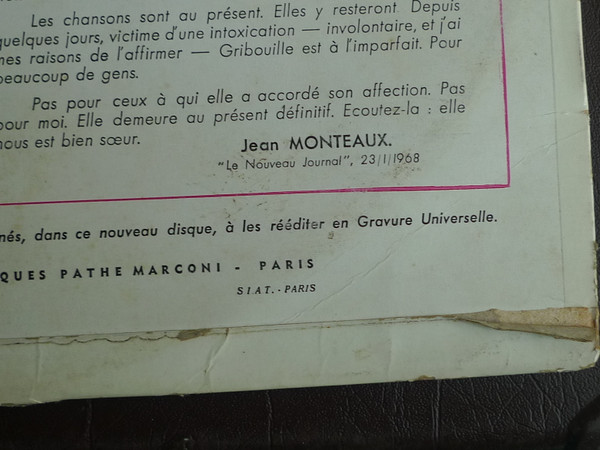 Les chansons sont au présent. Elles y resteront. Depuis
quelques jours, victime d'une intoxication — involontaire, et j'ai
mes raisons de l'affirmer — Gribouille est à l'imparfait. Pour
beaucoup de gens.
Pas pour ceux à qui elle a accordé son affection. Pas
pour moi. Elle demeure au présent définitif. Ecoutez-la : elle
nous est bien sœur.
Jean MONTEAUX.
"Le Nouveau Journal", 23/1/1968
nés, dans ce nouveau disque, à les rééditer en Gravure Universelle.
QUES PATHE MARCONI - PARIS
SIAT. - PARIS